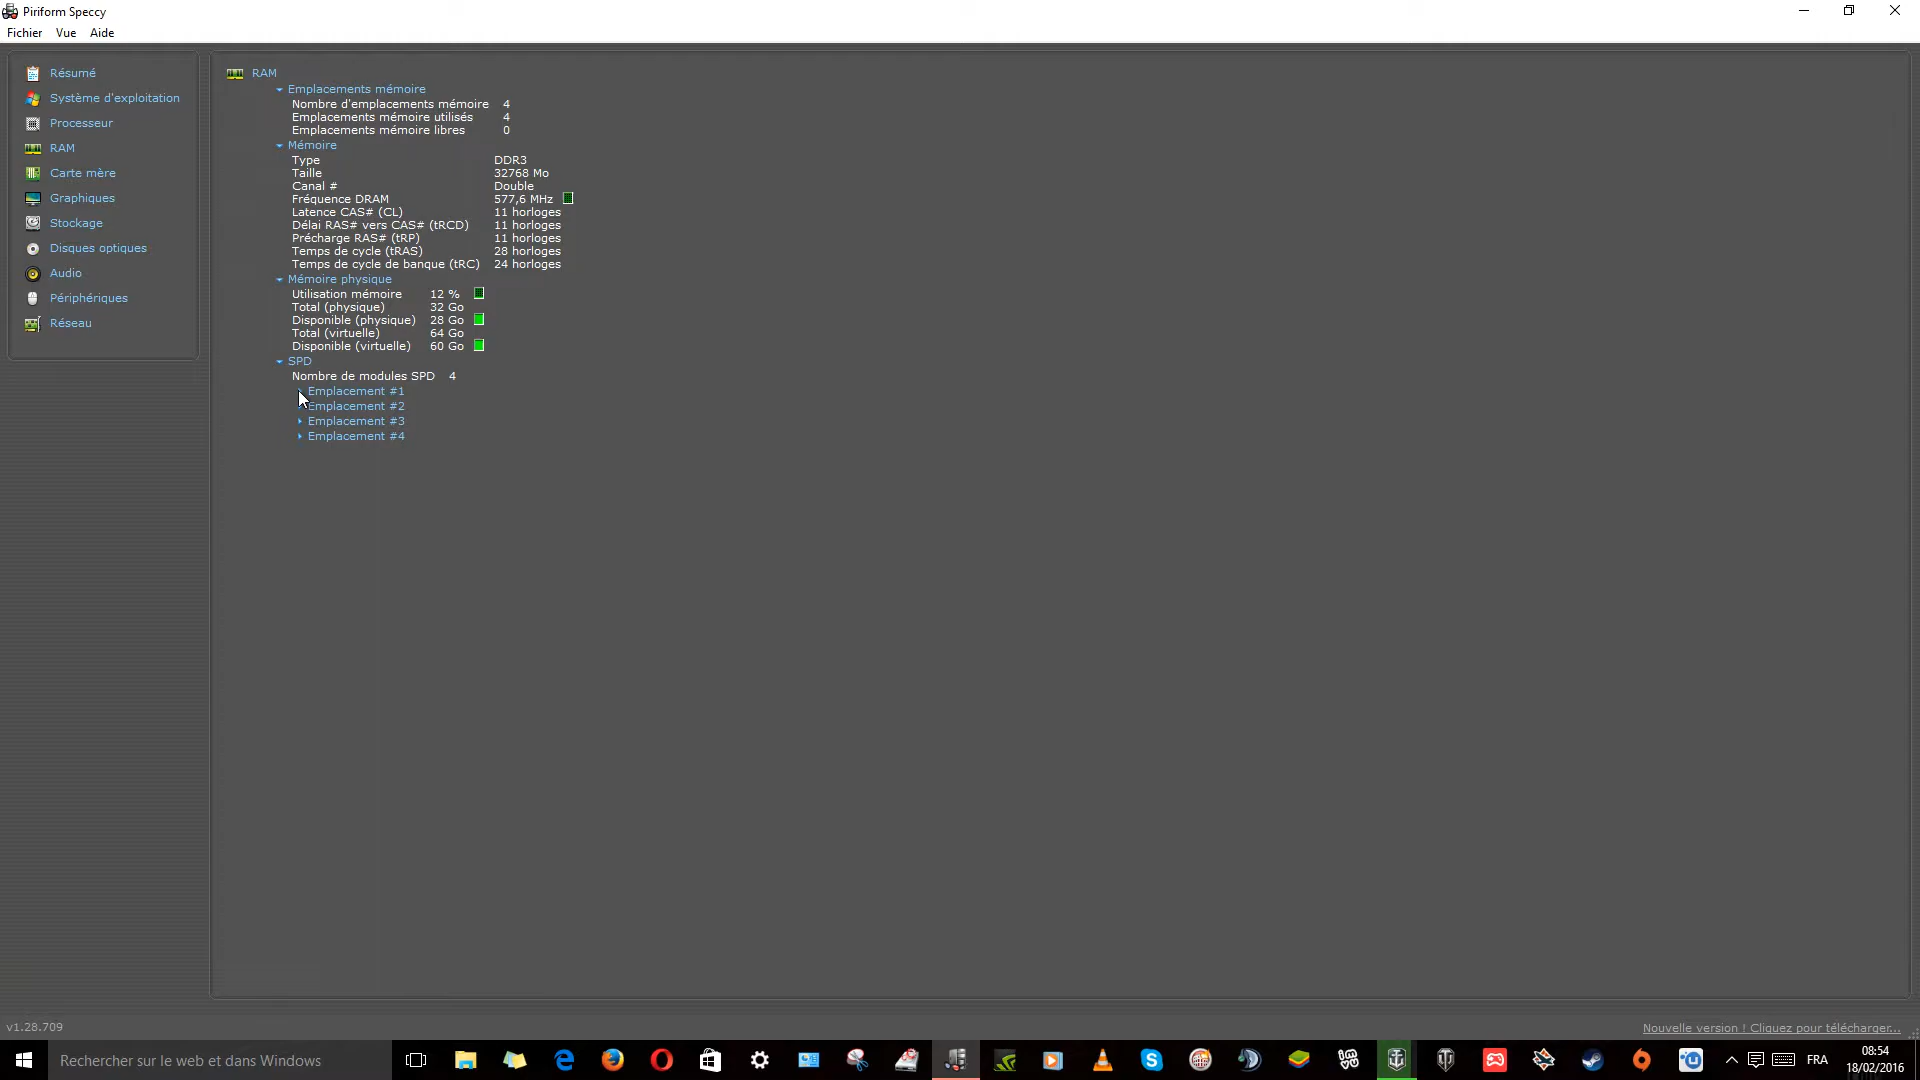 Piriform Speccy
Fichier Vue Aide
Résumé
Système d'exploitation
Processeur
RAM
Carte mère
Graphiques
Stockage
Disques optiques
Audio
Périphériques
Réseau
RAM
Emplacements mémoire
Nombre d'emplacements mémoire 4
Emplacements mémoire utilisés 4
Emplacements mémoire libres 0
Mémoire
Type DDR3
Taille 32768 Mo
Canal # Double
Fréquence DRAM 577,6 MHz
Latence CAS# (CL) 11 horloges
Délai RAS# vers CAS# (tRCD) 11 horloges
Précharge RAS# (tRP) 11 horloges
Temps de cycle (tRAS) 28 horloges
Temps de cycle de banque (tRC) 24 horloges
Mémoire physique
Utilisation mémoire 12 %
Total (physique) 32 Go
Disponible (physique) 28 Go
Total (virtuelle) 64 Go
Disponible (virtuelle) 60 Go
SPD
Nombre de modules SPD 4
Emplacement #1
Emplacement #2
Emplacement #3
Emplacement #4
v1.28.709
Nouvelle version ! Cliquez pour télécharger...
Rechercher sur le web et dans Windows
FRA
08:54
18/02/2016